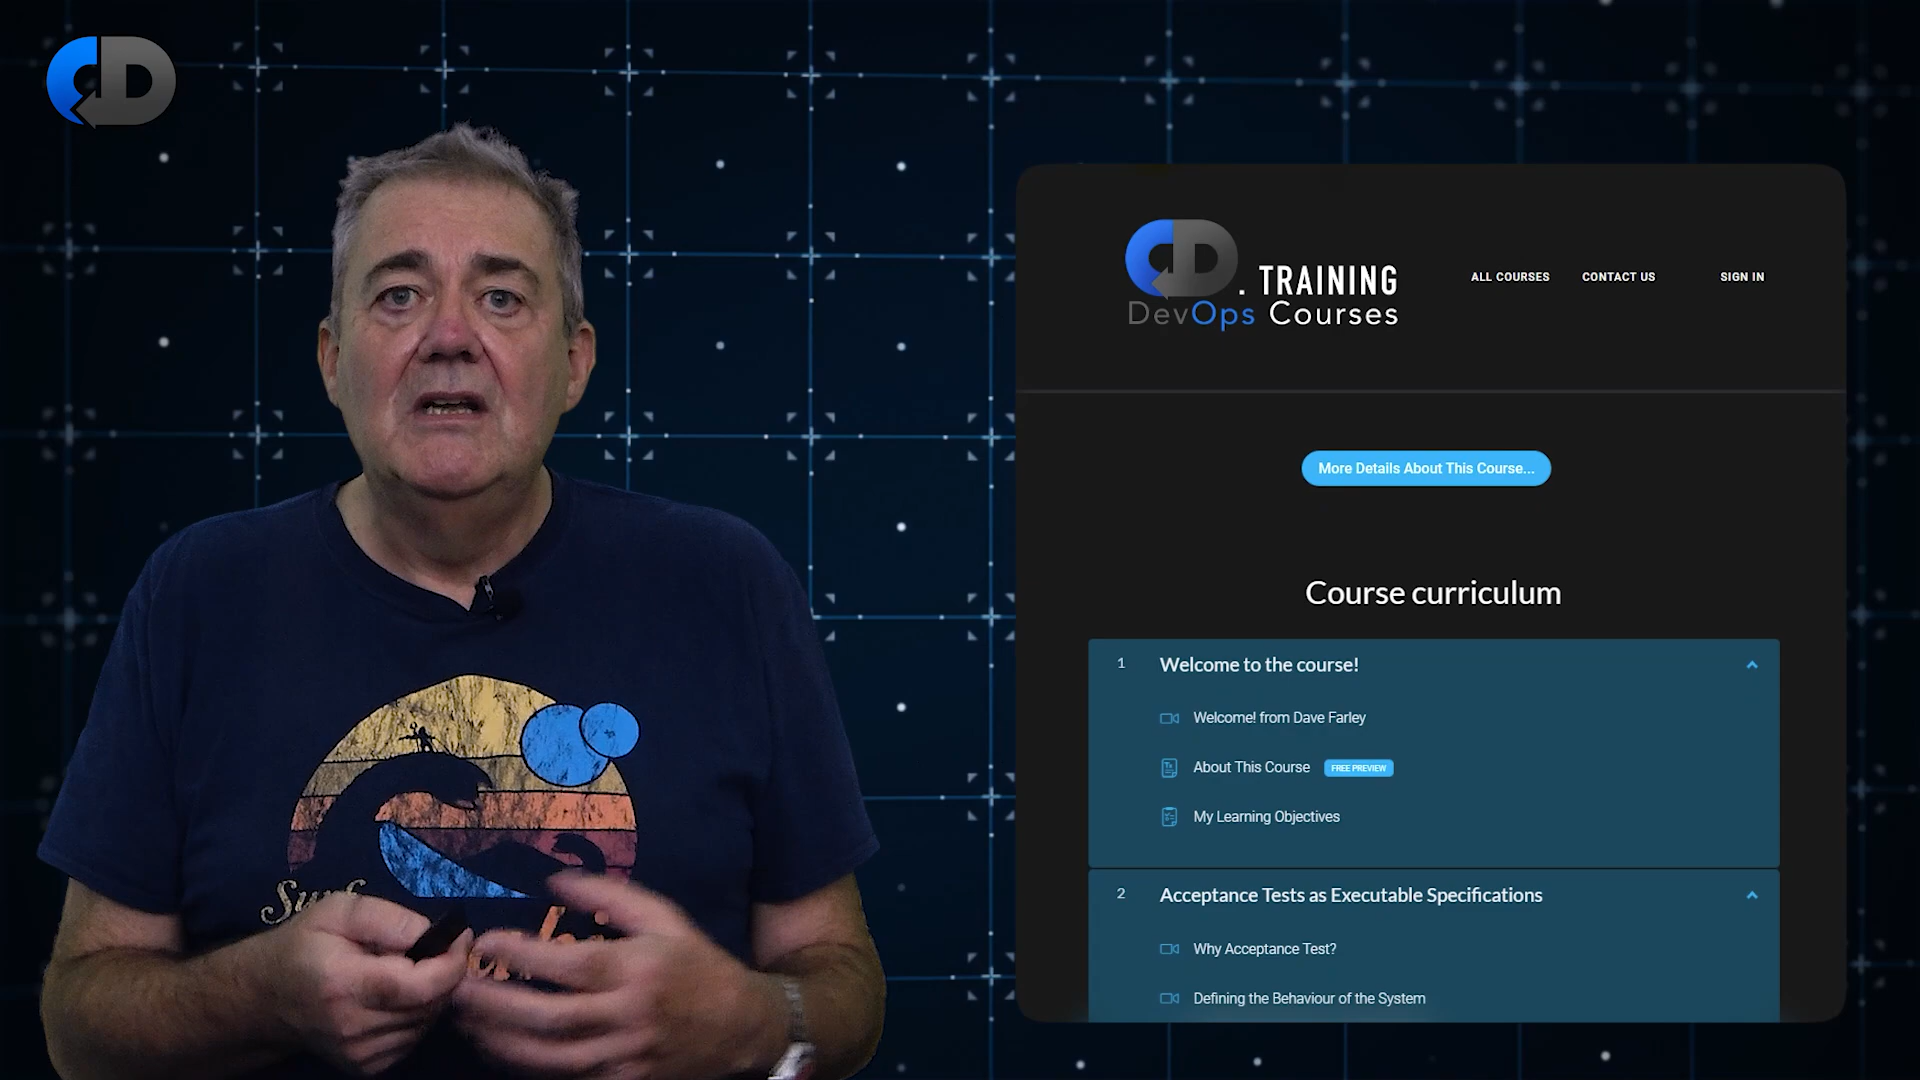 CD
CD . TRAINING
DevOps Courses
ALL COURSES
CONTACT US
SIGN IN
More Details About This Course...
Course curriculum
1 Welcome to the course!
Welcome! from Dave Farley
About This Course FREE PREVIEW
My Learning Objectives
2 Acceptance Tests as Executable Specifications
Why Acceptance Test?
Defining the Behaviour of the System